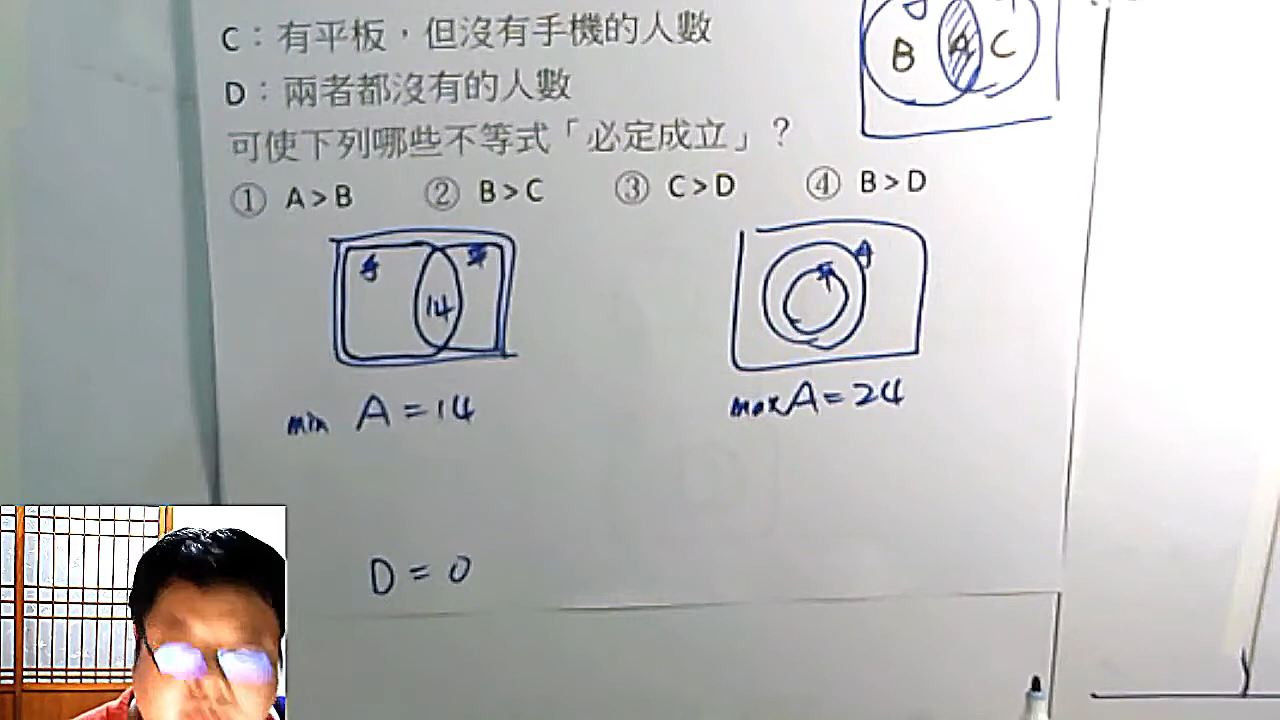 C：有平板，但沒有手機的人數
D：兩者都沒有的人數
可使下列哪些不等式「必定成立」？
① A>B ② B>C ③ C>D ④ B>D
B A C
手 平
14
平 手
min A=14
max A=24
D=0